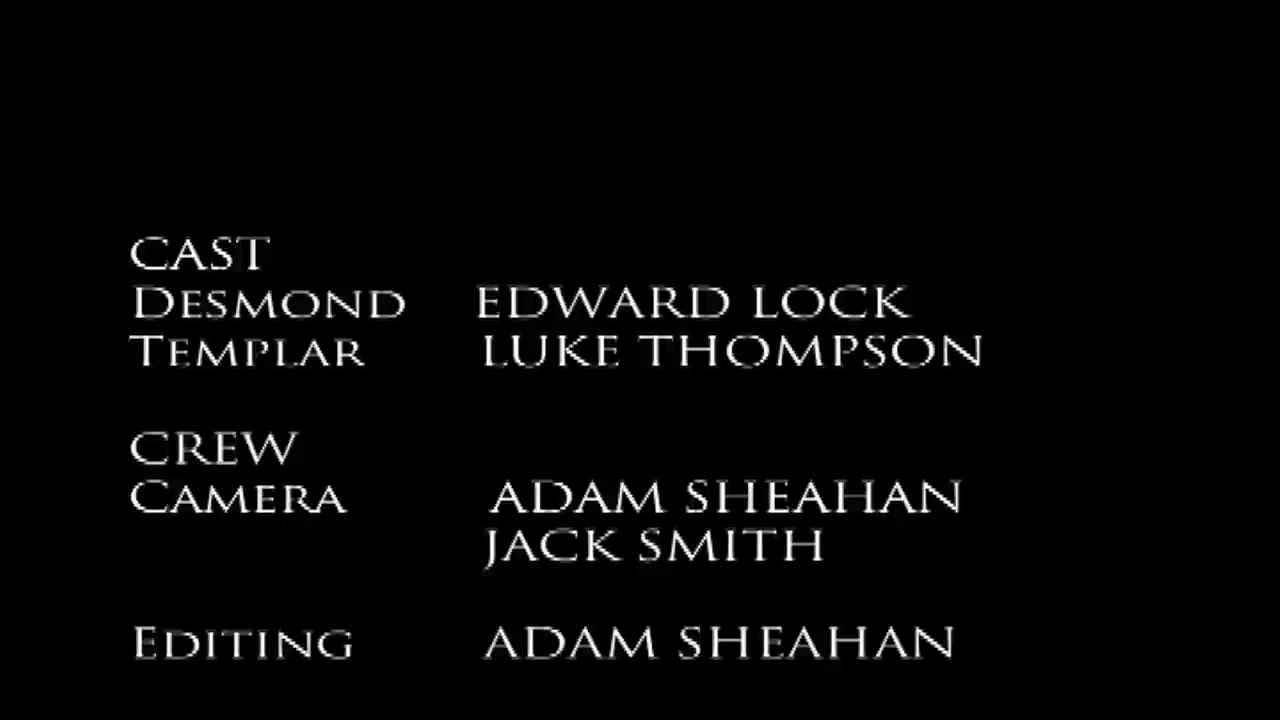 CAST
DESMOND EDWARD LOCK
TEMPLAR LUKE THOMPSON
CREW
CAMERA ADAM SHEAHAN
JACK SMITH
EDITING ADAM SHEAHAN